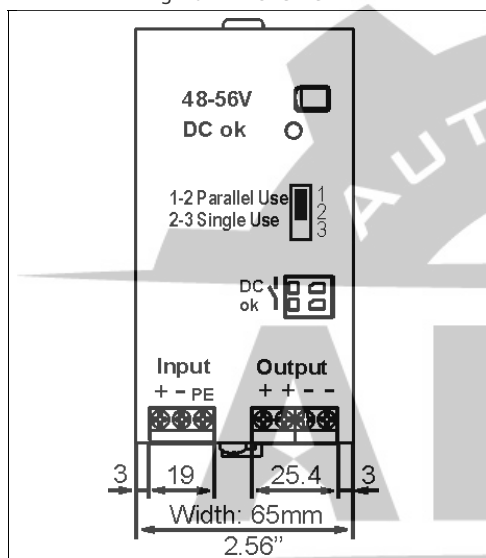 48-56V
DC ok
1-2 Parallel Use
2-3 Single Use
1
2
3
DC
ok
Input Output
+ - PE + + - -
3 19 25.4 3
Width: 65mm
2.56"
AUT